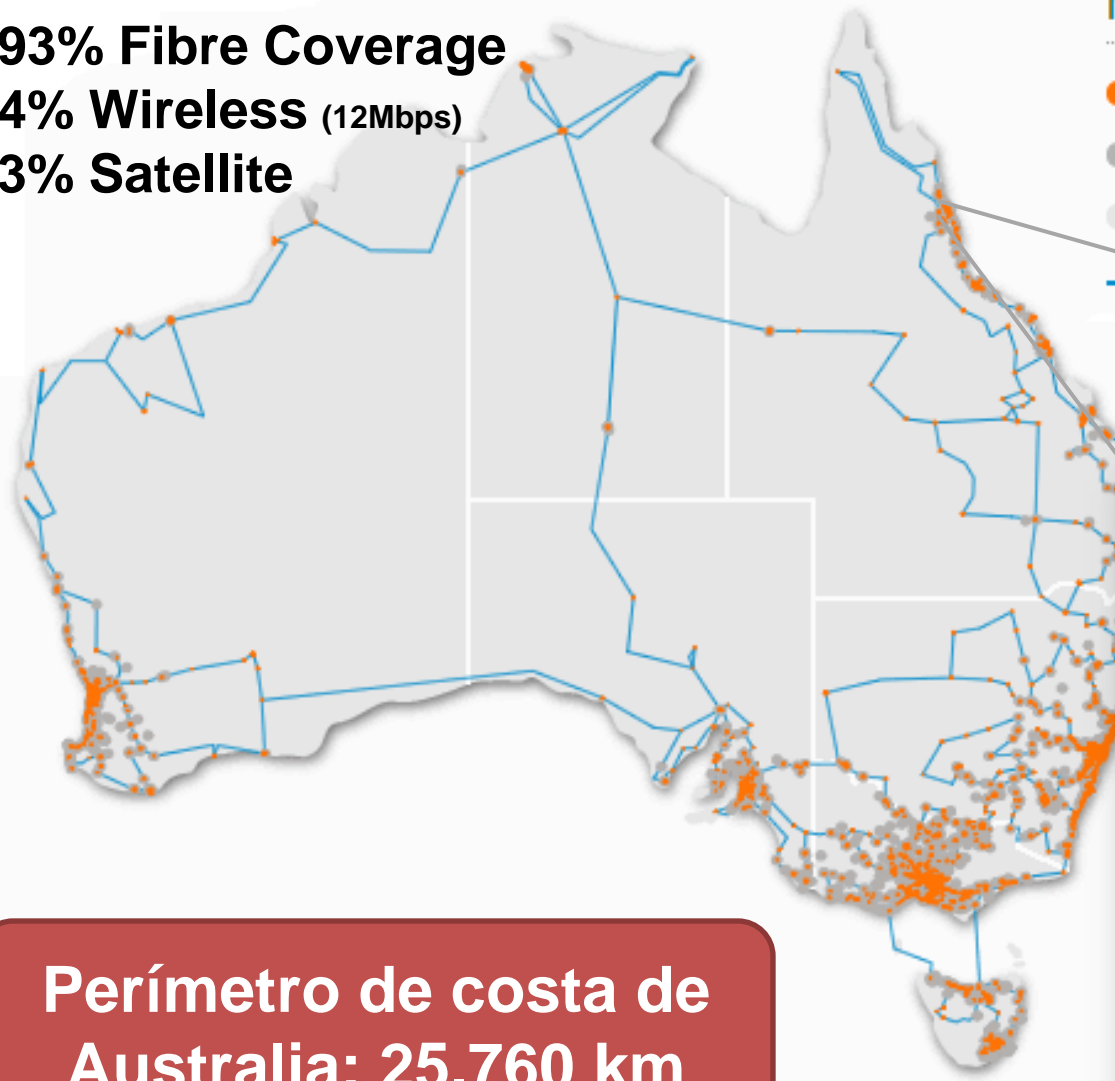 93% Fibre Coverage
4% Wireless (12Mbps)
3% Satellite
Perímetro de costa de
Australia: 25.760 km